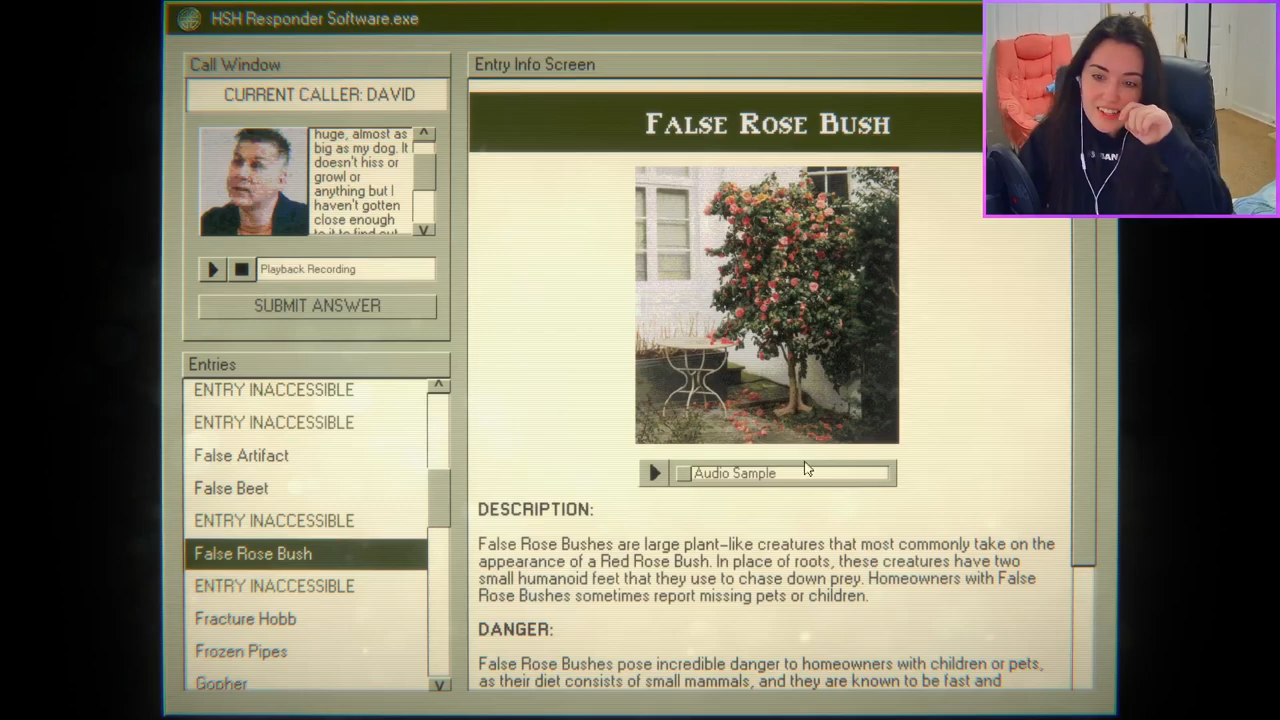 HSH Responder Software.exe
Call Window
CURRENT CALLER: DAVID
huge, almost as
big as my dog. It
doesn't hiss or
growl or
anything but I
haven't gotten
close enough
to it to find out
Playback Recording
SUBMIT ANSWER
Entries
ENTRY INACCESSIBLE
ENTRY INACCESSIBLE
False Artifact
False Beet
ENTRY INACCESSIBLE
False Rose Bush
ENTRY INACCESSIBLE
Fracture Hobb
Frozen Pipes
Gopher
Entry Info Screen
False Rose Bush
Audio Sample
DESCRIPTION:
False Rose Bushes are large plant-like creatures that most commonly take on the
appearance of a Red Rose Bush. In place of roots, these creatures have two
small humanoid feet that they use to chase down prey. Homeowners with False
Rose Bushes sometimes report missing pets or children.
DANGER:
False Rose Bushes pose incredible danger to homeowners with children or pets,
as their diet consists of small mammals, and they are known to be fast and